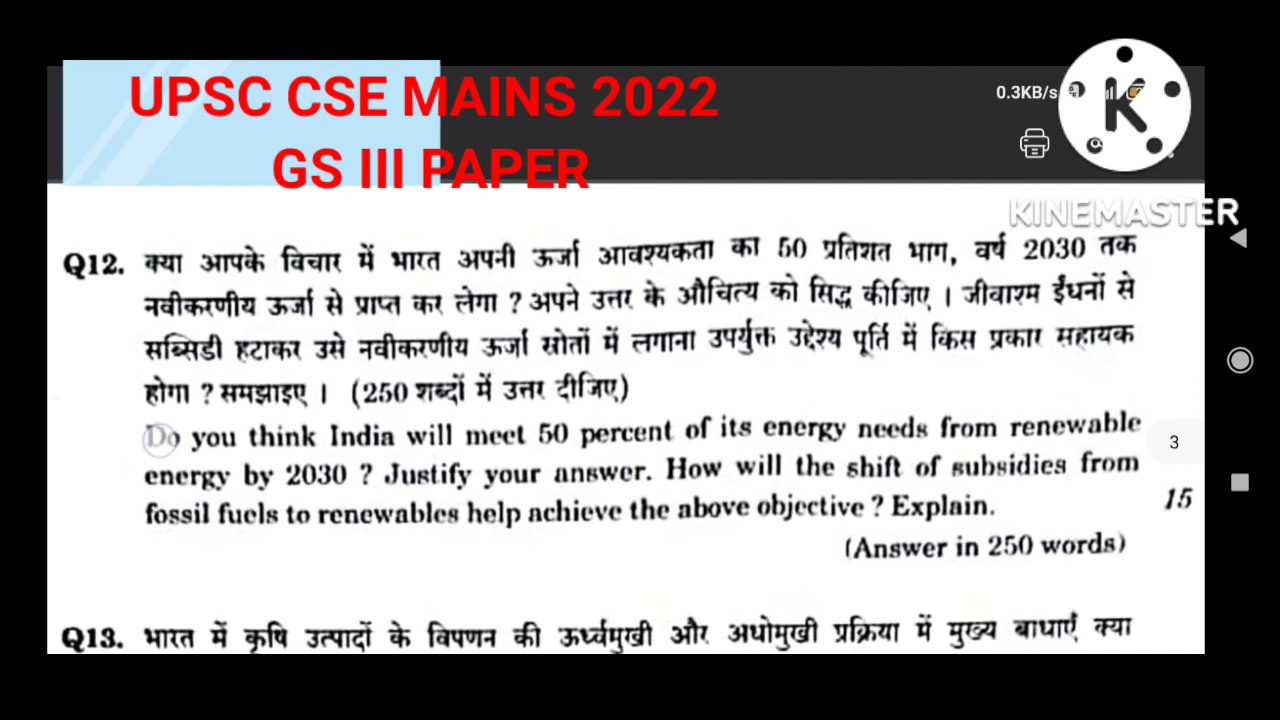 UPSC CSE MAINS 2022
GS III PAPER
0.3KB/s
K
KINEMASTER
Q12. क्या आपके विचार में भारत अपनी ऊर्जा आवश्यकता का 50 प्रतिशत भाग, वर्ष 2030 तक
नवीकरणीय ऊर्जा से प्राप्त कर लेगा ? अपने उत्तर के औचित्य को सिद्ध कीजिए । जीवाश्म ईंधनों से
सब्सिडी हटाकर उसे नवीकरणीय ऊर्जा स्रोतों में लगाना उपर्युक्त उद्देश्य पूर्ति में किस प्रकार सहायक
होगा ? समझाइए । (250 शब्दों में उत्तर दीजिए)
Do you think India will meet 50 percent of its energy needs from renewable
energy by 2030 ? Justify your answer. How will the shift of subsidies from
fossil fuels to renewables help achieve the above objective ? Explain.
15
(Answer in 250 words)
3
Q13. भारत में कृषि उत्पादों के विपणन की ऊर्ध्वमुखी और अधोमुखी प्रक्रिया में मुख्य बाधाएँ क्या